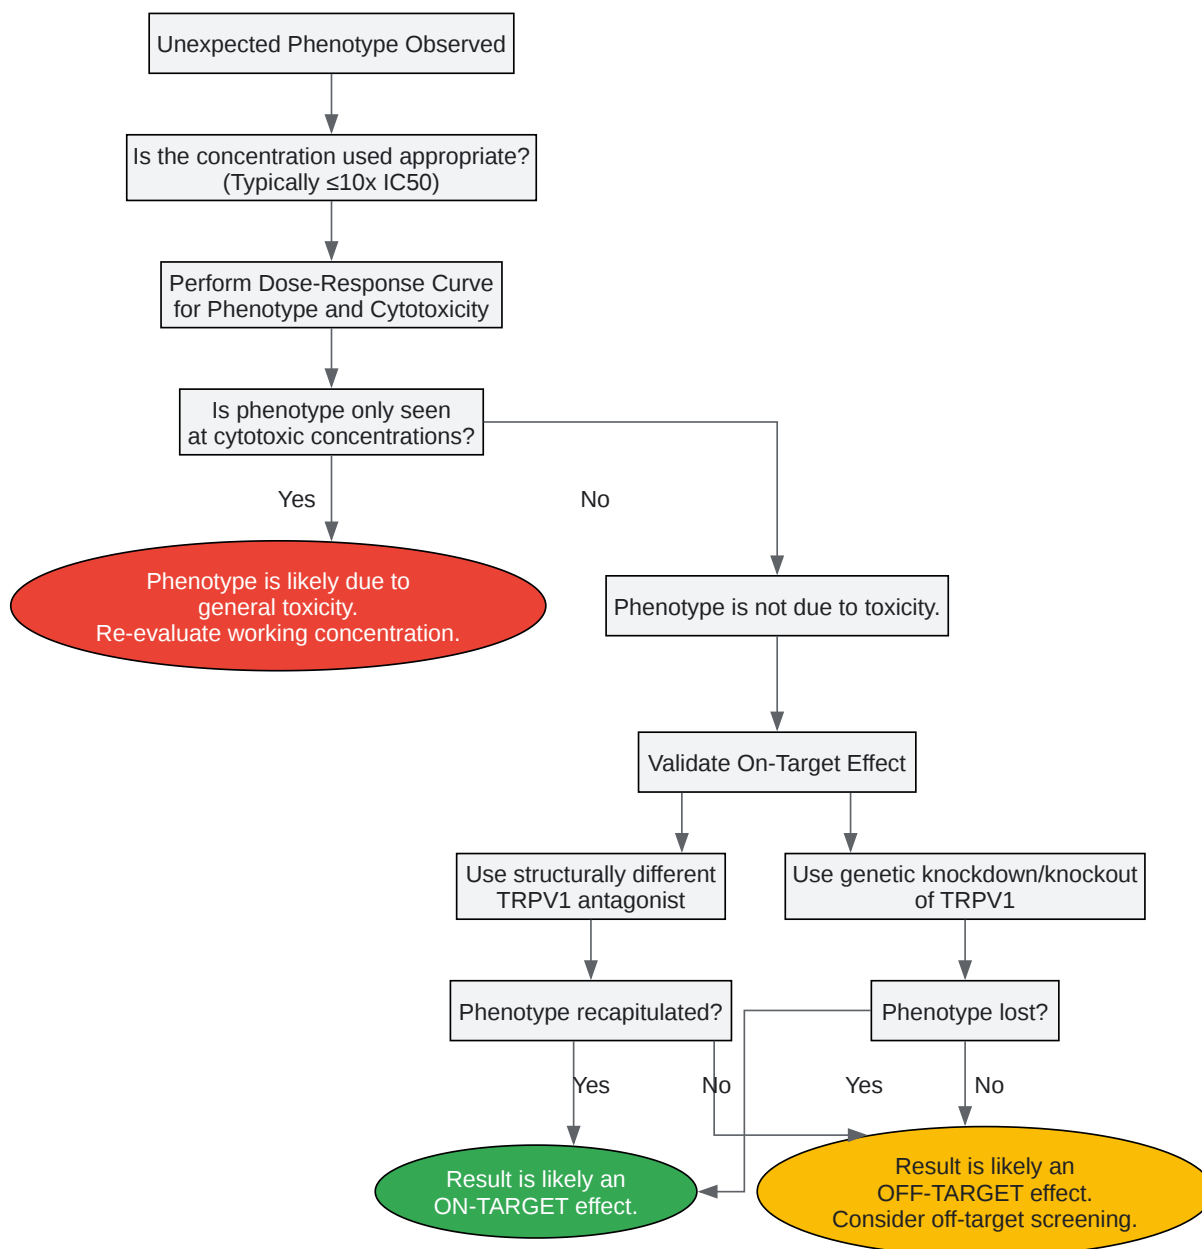 Unexpected Phenotype Observed
Is the concentration used appropriate?
(Typically ≤10x IC50)
Perform Dose-Response Curve
for Phenotype and Cytotoxicity
Is phenotype only seen
at cytotoxic concentrations?
Yes
No
Phenotype is likely due to
general toxicity.
Re-evaluate working concentration.
Phenotype is not due to toxicity.
Validate On-Target Effect
Use structurally different
TRPV1 antagonist
Use genetic knockdown/knockout
of TRPV1
Phenotype recapitulated?
Phenotype lost?
Yes
No
Yes
No
Result is likely an
ON-TARGET effect.
Result is likely an
OFF-TARGET effect.
Consider off-target screening.